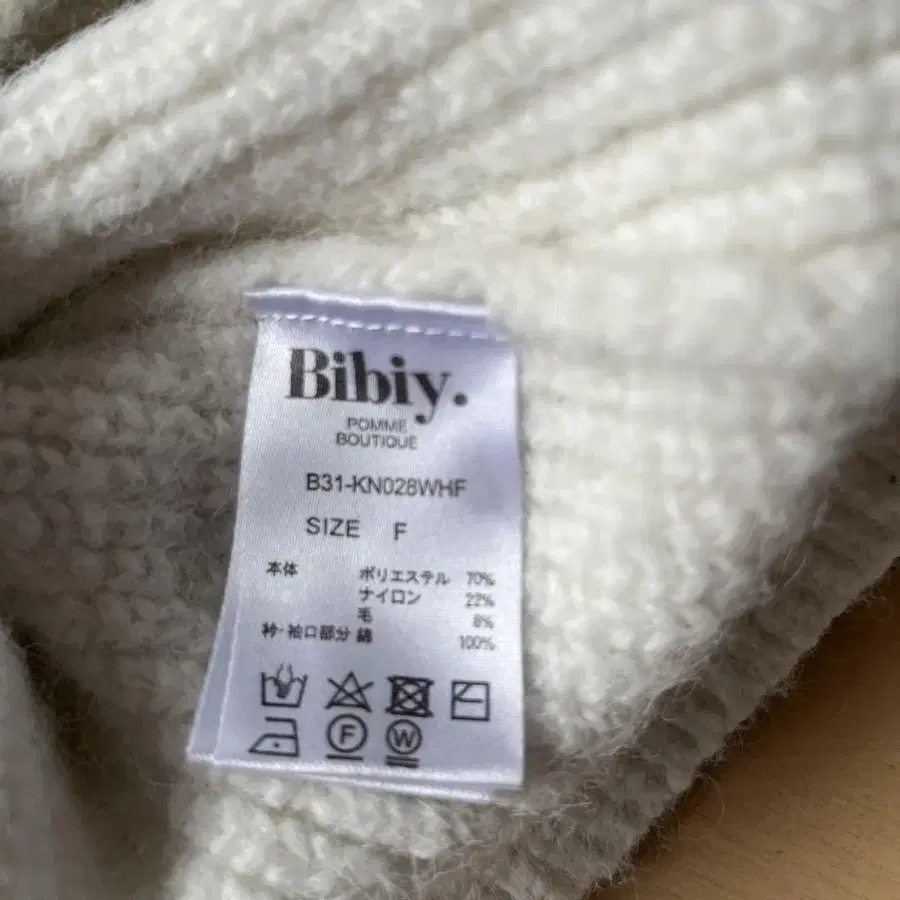 Bibiy.
POMME
BOUTIQUE
B31-KN028WHF
SIZE F
本体 ポリエステル 70%
ナイロン 22%
毛 8%
衿・袖口部分 綿 100%
F W